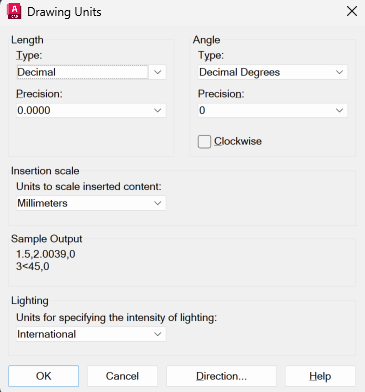 A
CAD
Drawing Units
Length
Type:
Decimal
Precision:
0.0000
Angle
Type:
Decimal Degrees
Precision:
0
Clockwise
Insertion scale
Units to scale inserted content:
Millimeters
Sample Output
1.5,2.0039,0
3<45,0
Lighting
Units for specifying the intensity of lighting:
International
OK
Cancel
Direction...
Help